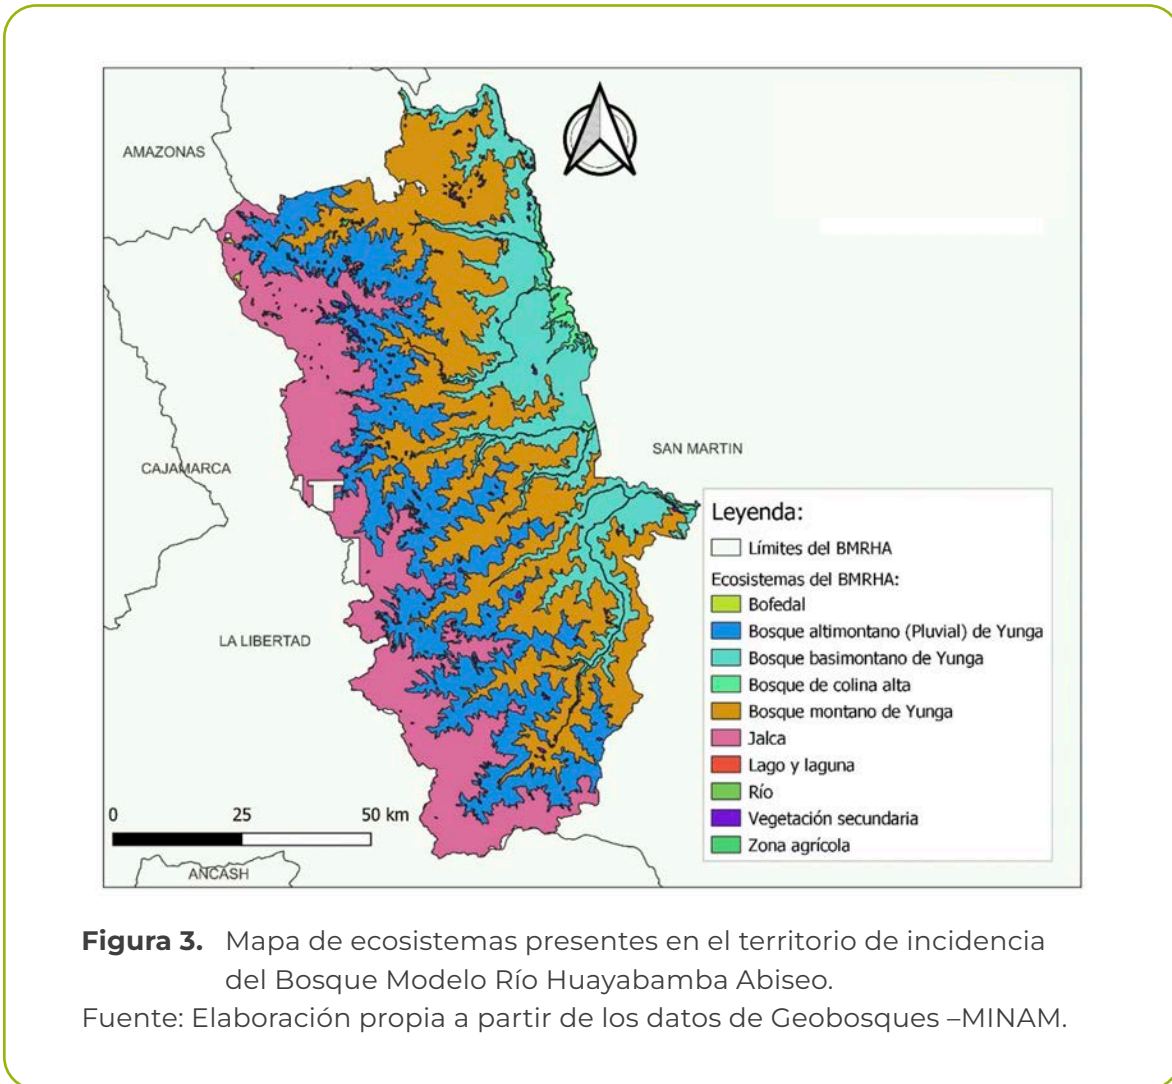 AMAZONAS
CAJAMARCA
SAN MARTIN
LA LIBERTAD
ANCASH
0 25 50 km
Leyenda:
Límites del BMRHA
Ecosistemas del BMRHA:
Bofedal
Bosque altimontano (Pluvial) de Yunga
Bosque basimontano de Yunga
Bosque de colina alta
Bosque montano de Yunga
Jalca
Lago y laguna
Río
Vegetación secundaria
Zona agrícola
Figura 3. Mapa de ecosistemas presentes en el territorio de incidencia
del Bosque Modelo Río Huayabamba Abiseo.
Fuente: Elaboración propia a partir de los datos de Geobosques –MINAM.